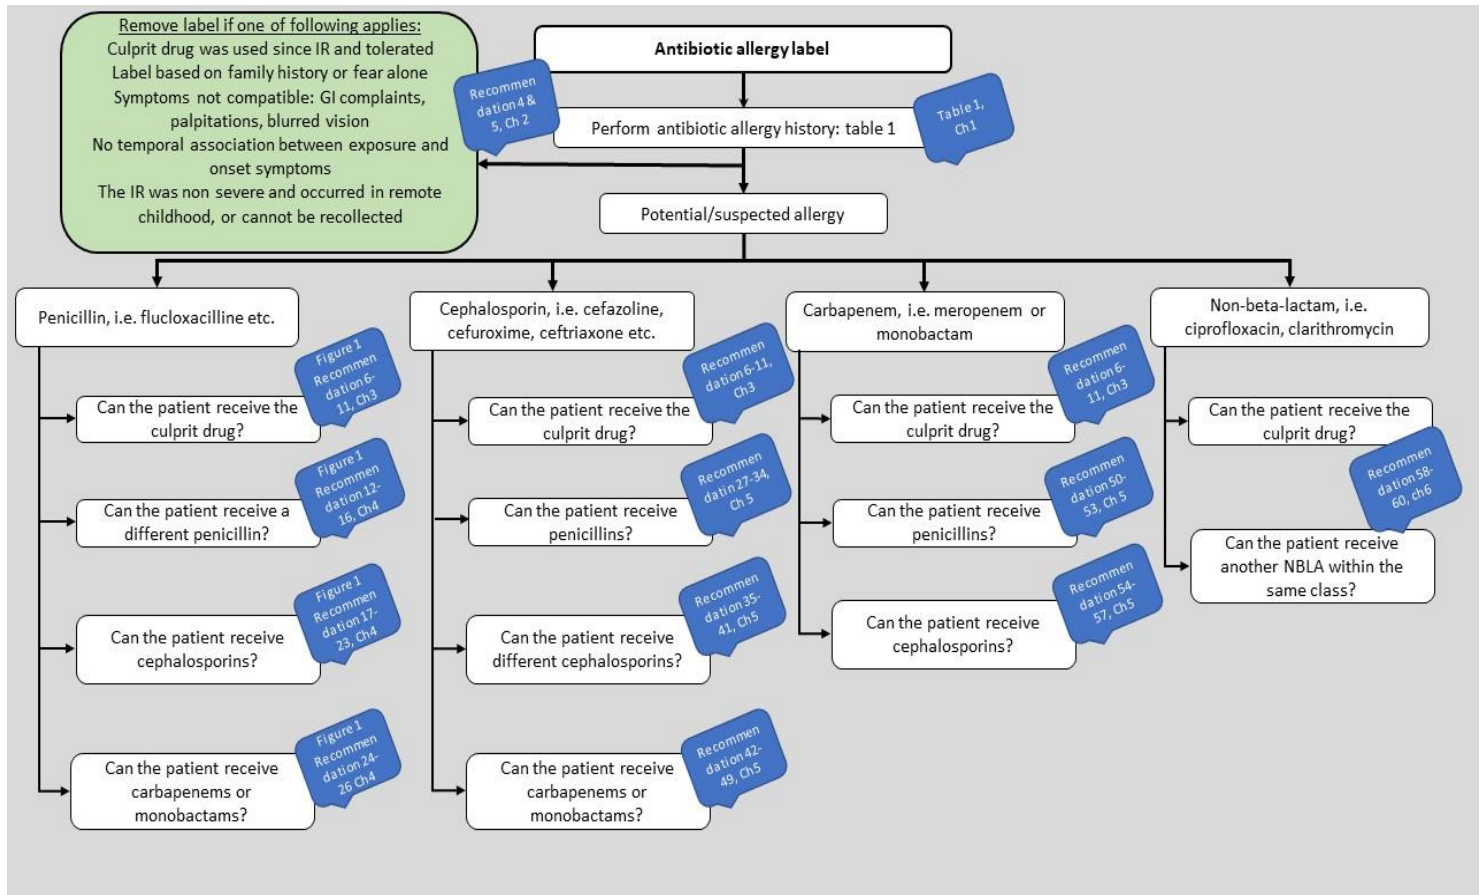 Remove label if one of following applies:
Culprit drug was used since IR and tolerated
Label based on family history or fear alone
Symptoms not compatible: GI complaints,
palpitations, blurred vision
No temporal association between exposure and
onset symptoms
The IR was non severe and occurred in remote
childhood, or cannot be recollected
Antibiotic allergy label
Recommen
dation 4 &
5, Ch 2
Perform antibiotic allergy history: table 1
Table 1,
Ch1
Potential/suspected allergy
Penicillin, i.e. flucloxacilline etc.
Figure 1
Recommen
dation 6-
11, Ch3
Can the patient receive the
culprit drug?
Figure 1
Recommen
dation 12-
16, Ch4
Can the patient receive a
different penicillin?
Figure 1
Recommen
dation 17-
23, Ch4
Can the patient receive
cephalosporins?
Figure 1
Recommen
dation 24-
26 Ch4
Can the patient receive
carbapenems or
monobactams?
Cephalosporin, i.e. cefazoline,
cefuroxime, ceftriaxone etc.
Recommen
dation 6-11,
Ch3
Can the patient receive the
culprit drug?
Recommen
datin 27-34,
Ch 5
Can the patient receive
penicillins?
Recommen
dation 35-
41, Ch5
Can the patient receive
different cephalosporins?
Recommen
dation 42-
49, Ch5
Can the patient receive
carbapenems or
monobactams?
Carbapenem, i.e. meropenem or
monobactam
Recommen
dation 6-
11, Ch3
Can the patient receive the
culprit drug?
Recommen
dation 50-
53, Ch 5
Can the patient receive
penicillins?
Recommen
dation 54-
57, Ch5
Can the patient receive
cephalosporins?
Non-beta-lactam, i.e.
ciprofloxacin, clarithromycin
Can the patient receive the
culprit drug?
Recommen
dation 58-
60, ch6
Can the patient receive
another NBLA within the
same class?